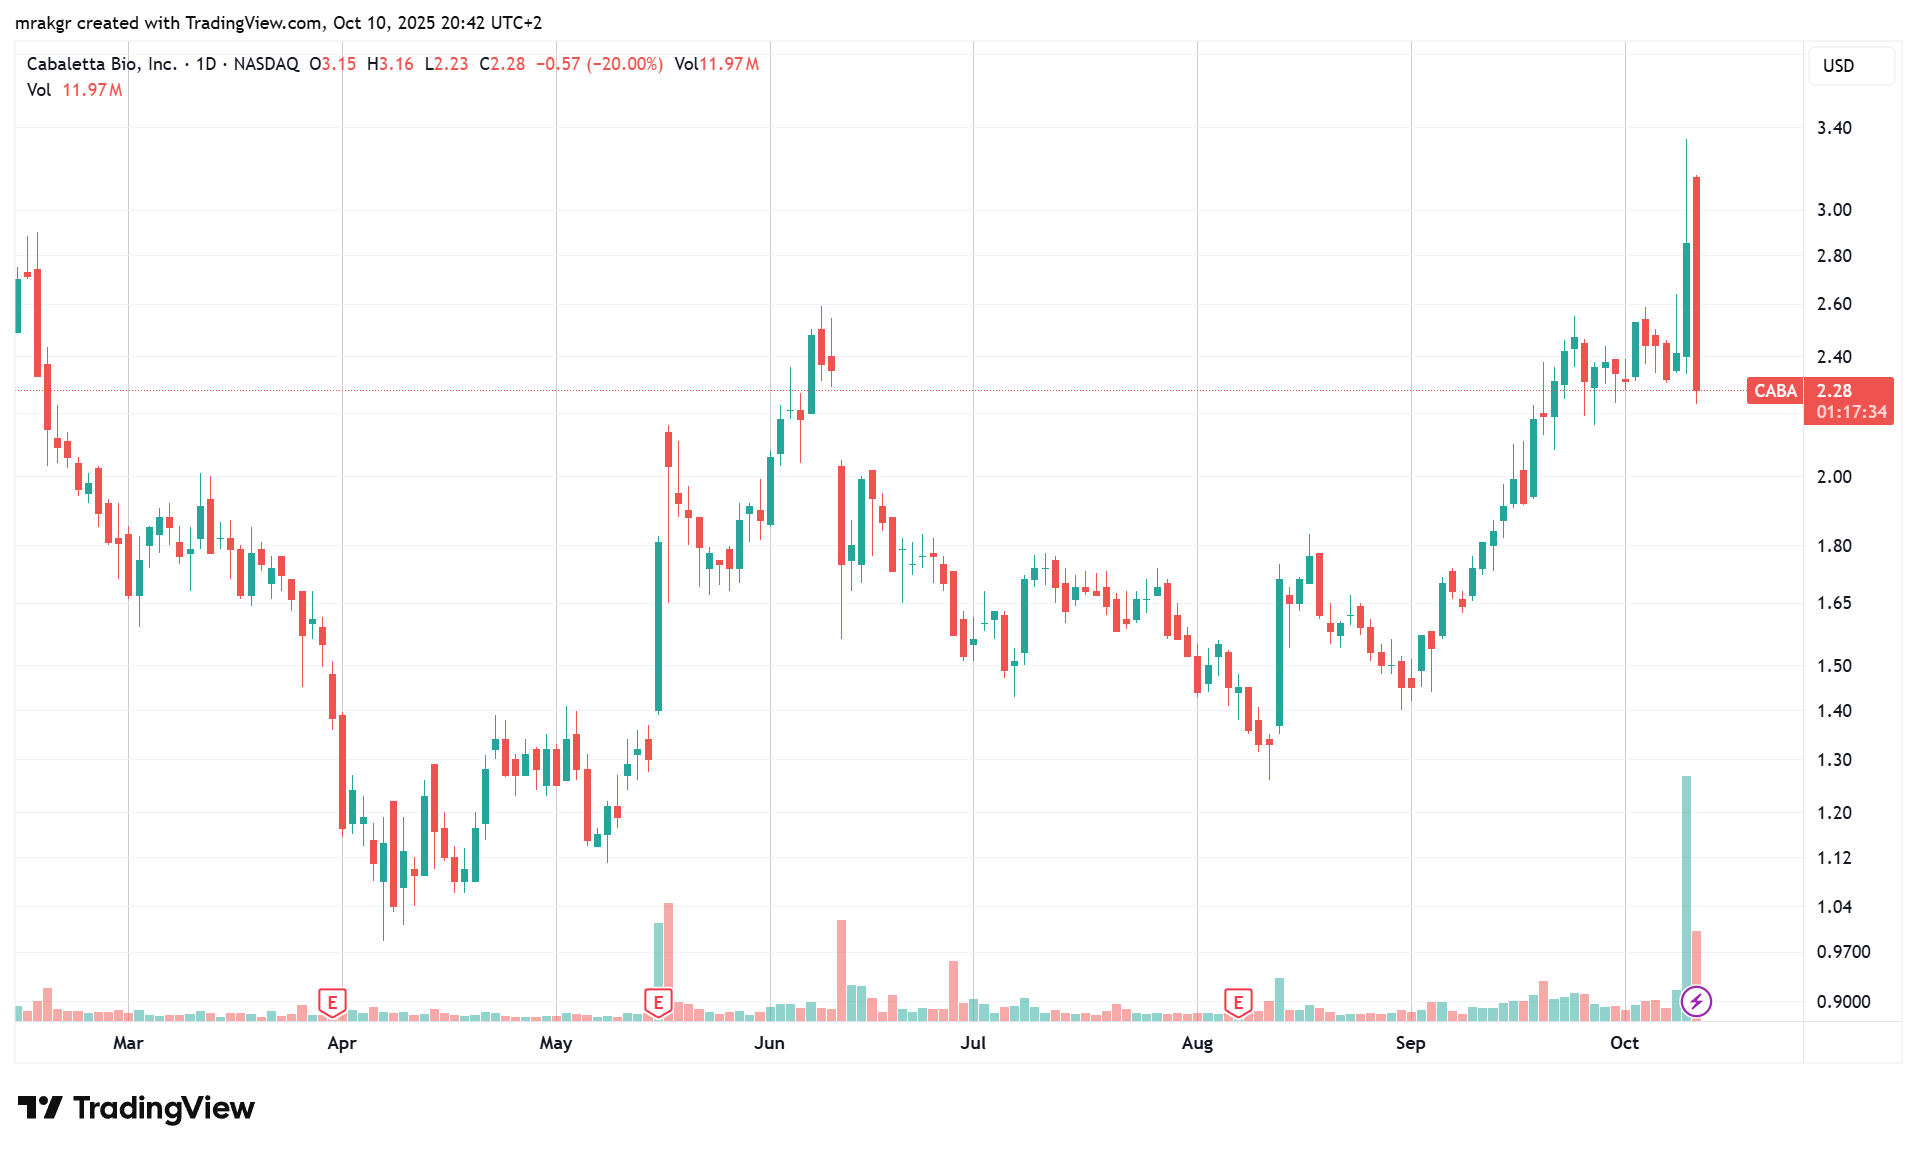 mrakgr created with TradingView.com, Oct 10, 2025 20:42 UTC+2
Cabaletta Bio, Inc. · 1D · NASDAQ O3.15 H3.16 L2.23 C2.28 −0.57 (−20.00%) Vol11.97M
Vol 11.97M
USD
3.40
3.00
2.80
2.60
2.40
CABA 2.28
01:17:34
2.00
1.80
1.65
1.50
1.40
1.30
1.20
1.12
1.04
0.9700
0.9000
E E E
Mar Apr May Jun Jul Aug Sep Oct
TradingView